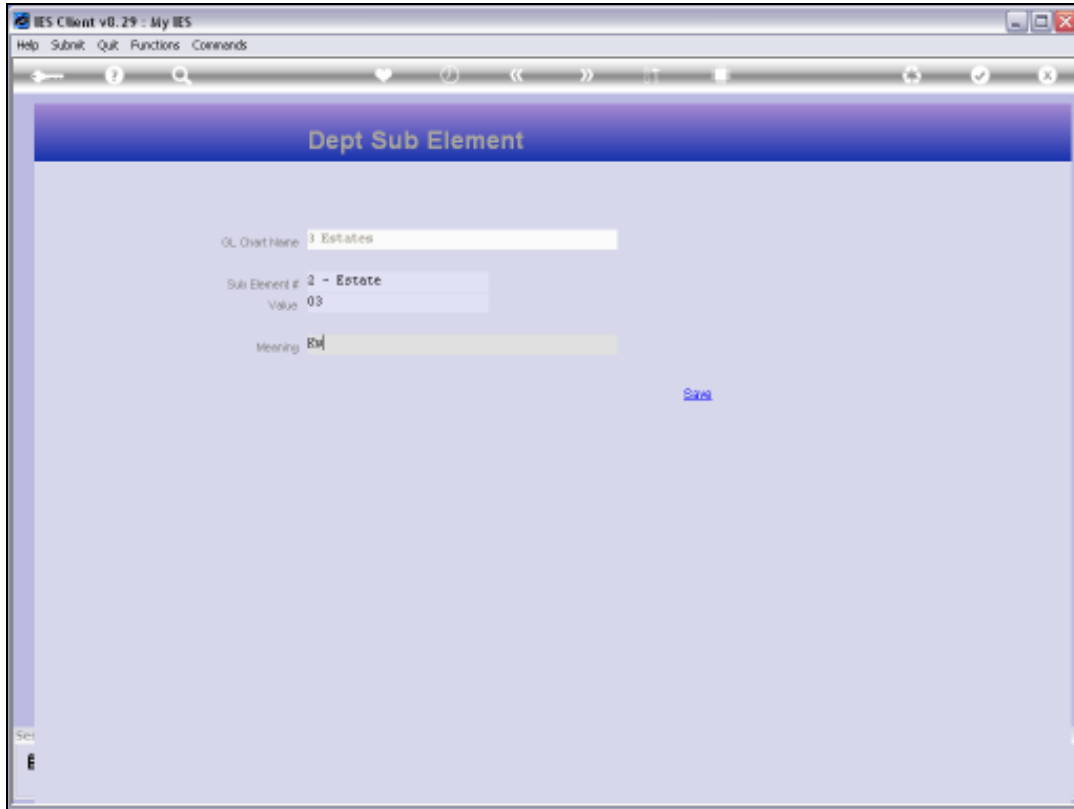 IES Client v8.29 : My IES
Help Submit Quit Functions Commands
Dept Sub Element
GL Chart Name 3 Estates
Sub Element # 2 - Estate
Value 03
Meaning Kw
Save